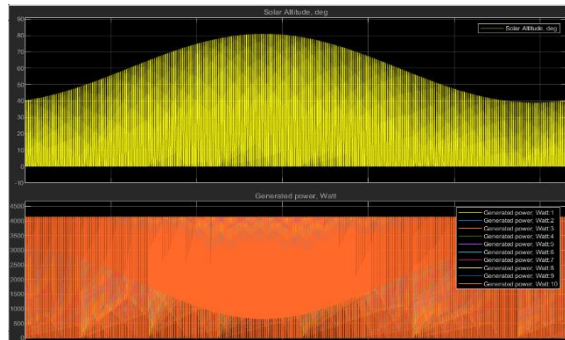 Solar Altitude, deg
Solar Altitude, deg
90
80
70
60
50
40
30
20
10
0
-10
Generated power, Watt
4500
4000
3500
3000
2500
2000
1500
1000
500
0
Generated power, Watt:1
Generated power, Watt:2
Generated power, Watt:3
Generated power, Watt:4
Generated power, Watt:5
Generated power, Watt:6
Generated power, Watt:7
Generated power, Watt:8
Generated power, Watt:9
Generated power, Watt:10